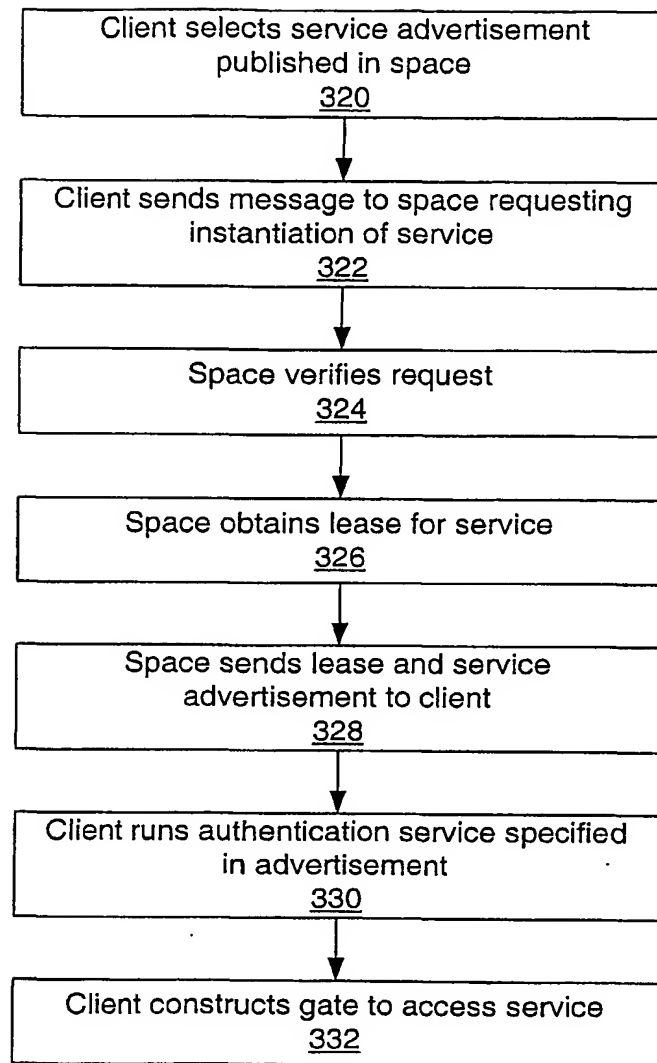 Client selects service advertisement
published in space
320
Client sends message to space requesting
instantiation of service
322
Space verifies request
324
Space obtains lease for service
326
Space sends lease and service
advertisement to client
328
Client runs authentication service specified
in advertisement
330
Client constructs gate to access service
332